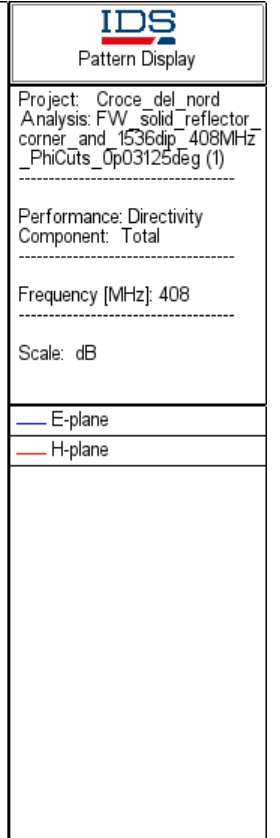 IDS
Pattern Display
Project: Croce_del_nord
Analysis: FW_solid_reflector_
corner_and_1536dip_408MHz
_PhiCuts_0p03125deg (1)
-----------------------------------
Performance: Directivity
Component: Total
-----------------------------------
Frequency [MHz]: 408
-----------------------------------
Scale: dB
E-plane
H-plane